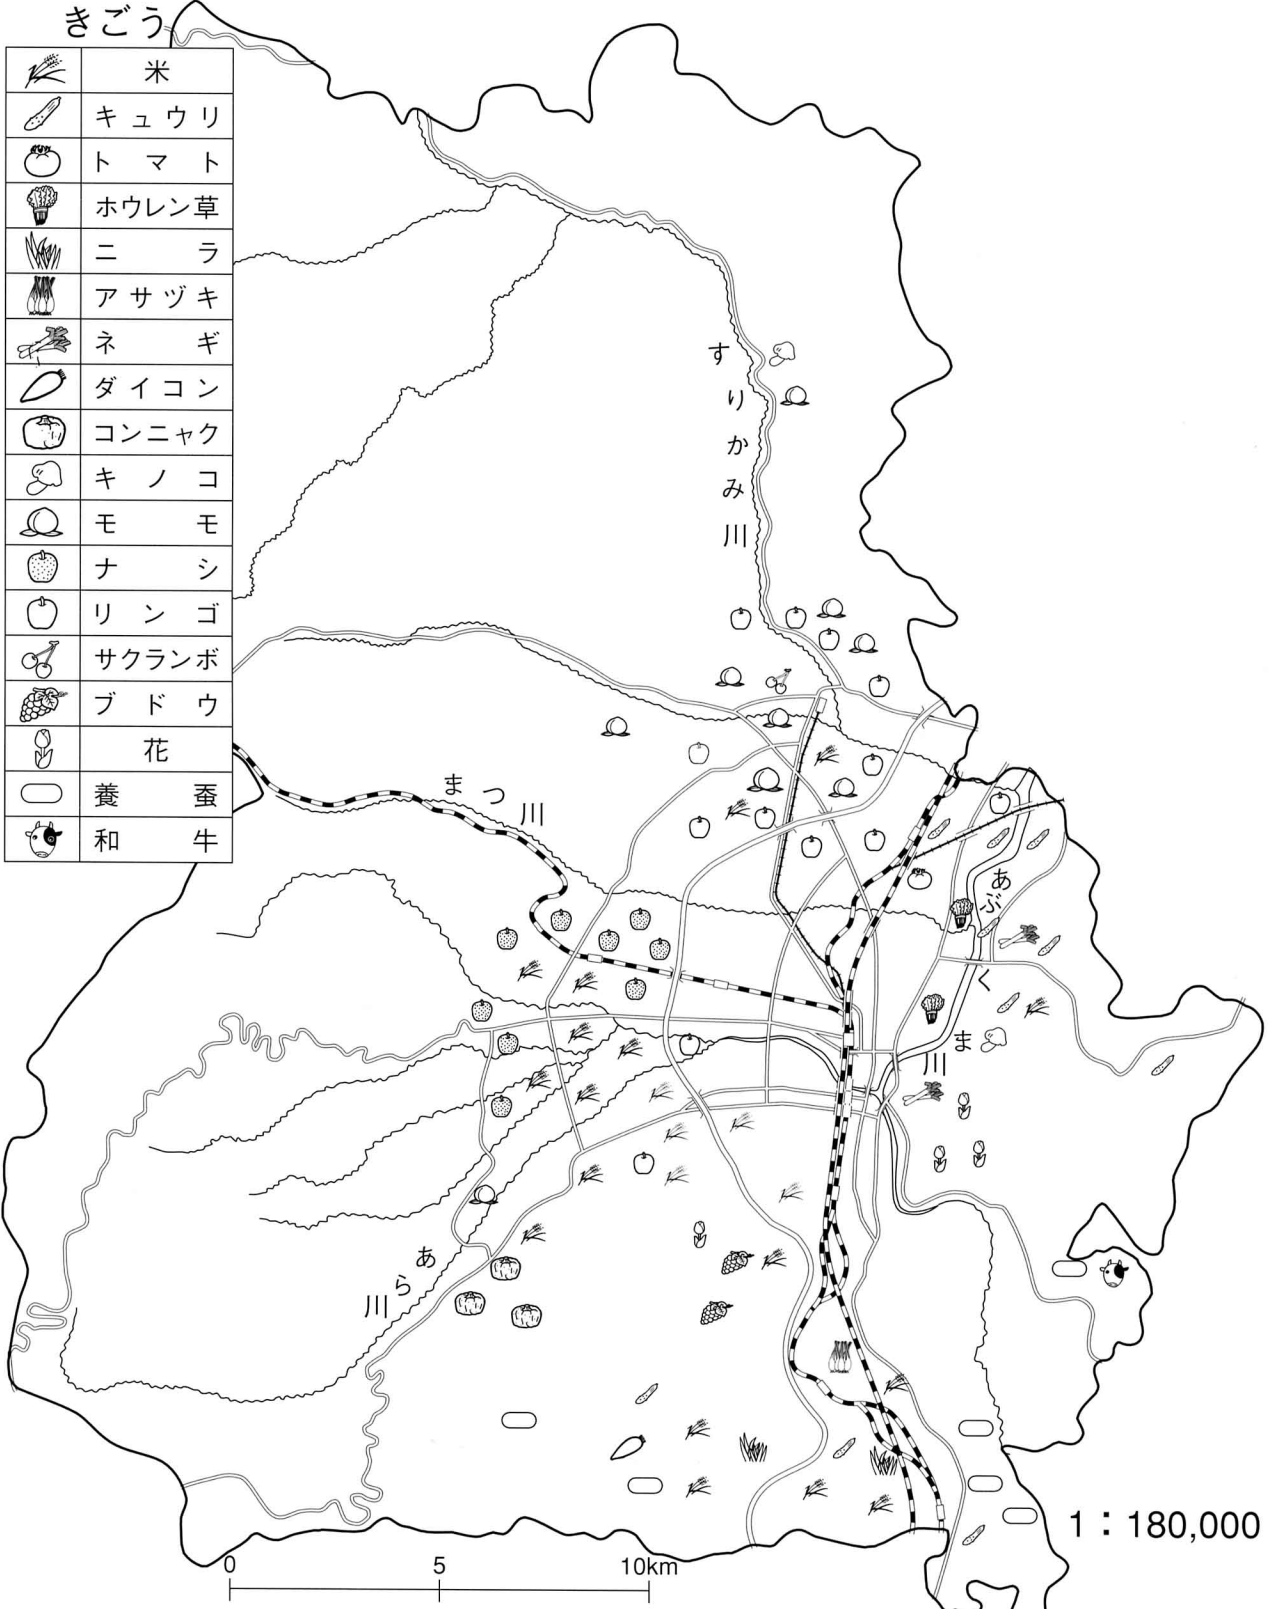 きごう
米
キュウリ
トマト
ホウレン草
ニラ
アサヅキ
ネギ
ダイコン
コンニャク
キノコ
モモ
ナシ
リンゴ
サクランボ
ブドウ
花
養蚕
和牛
すりかみ川
まつ川
あぶくま川
あら川
1：180,000
0 5 10km